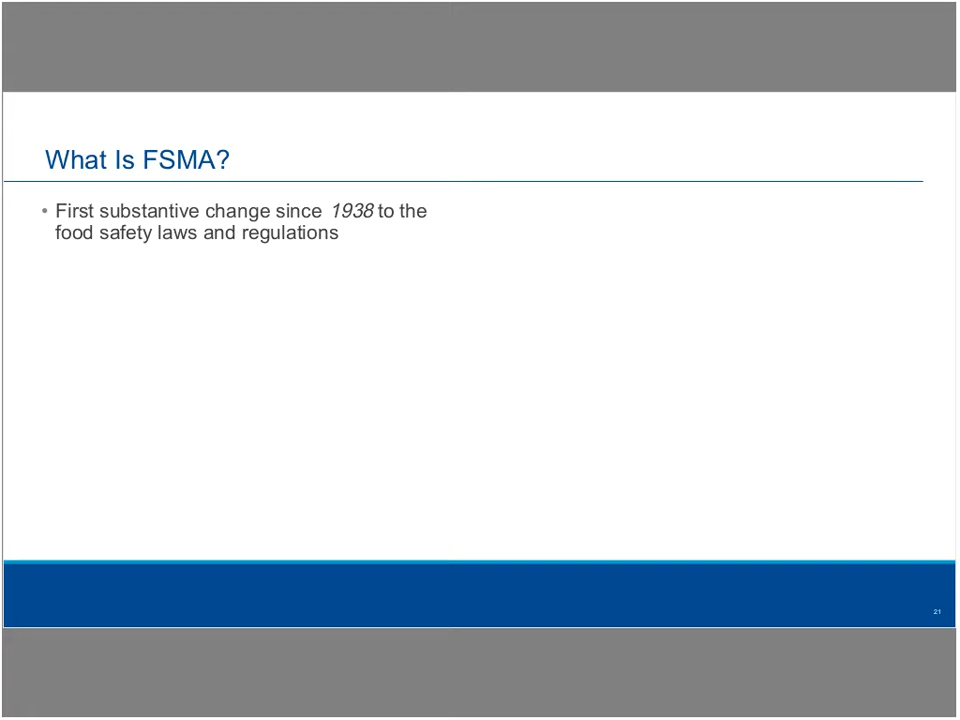 What Is FSMA?
• First substantive change since 1938 to the
food safety laws and regulations
21